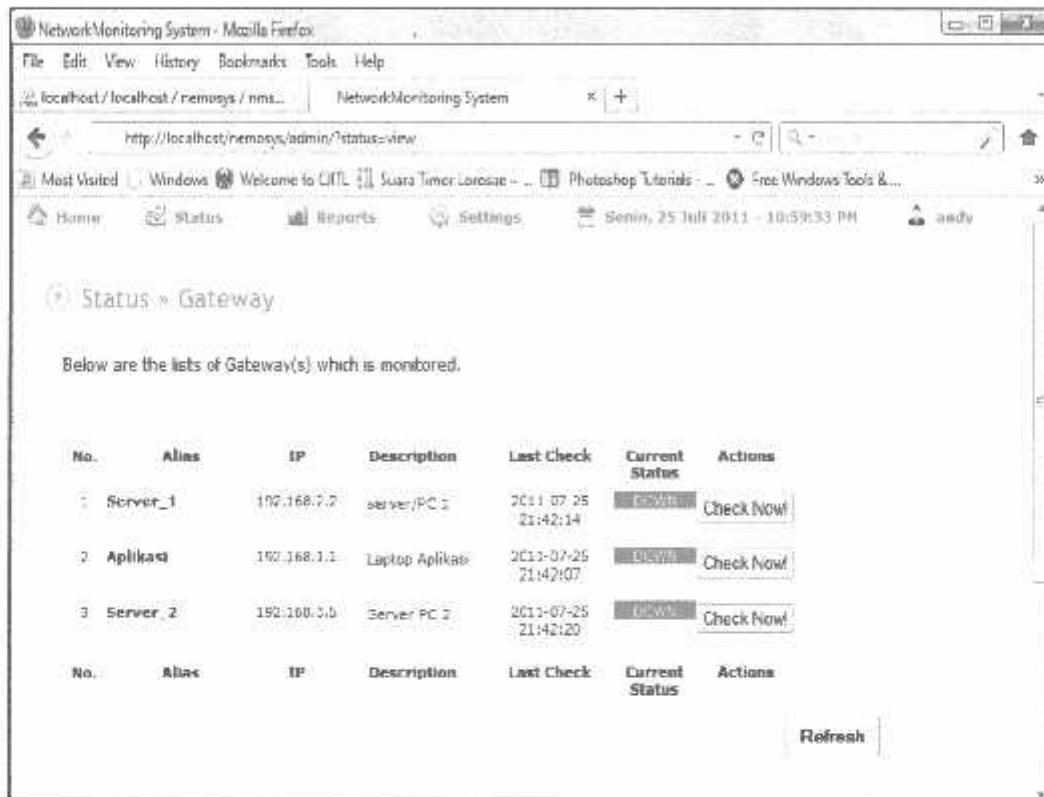 NetworkMonitoring System - Mozilla Firefox
File Edit View History Bookmarks Tools Help
localhost / localhost / nemosys / nms... NetworkMonitoring System × +
http://localhost/nemosys/admin/?status=view
Most Visited Windows Welcome to Suara Timor Lorosae - ... Photoshop Tutorials - ... Free Windows Tools & ...
Home Status Reports Settings Senin, 25 Juli 2011 - 10:59:33 PM andy
Status » Gateway
Below are the lists of Gateway(s) which is monitored.
No. Alias IP Description Last Check Current Status Actions
1 Server_1 192.168.2.2 server/PC 2011-07-25 21:42:14 DOWN Check Now!
2 Aplikasi 192.168.1.1 Laptop Aplikasi 2011-07-25 21:42:07 DOWN Check Now!
3 Server_2 Server PC 2 2011-07-25 21:42:20 DOWN Check Now!
No. Alias IP Description Last Check Current Status Actions
Refresh